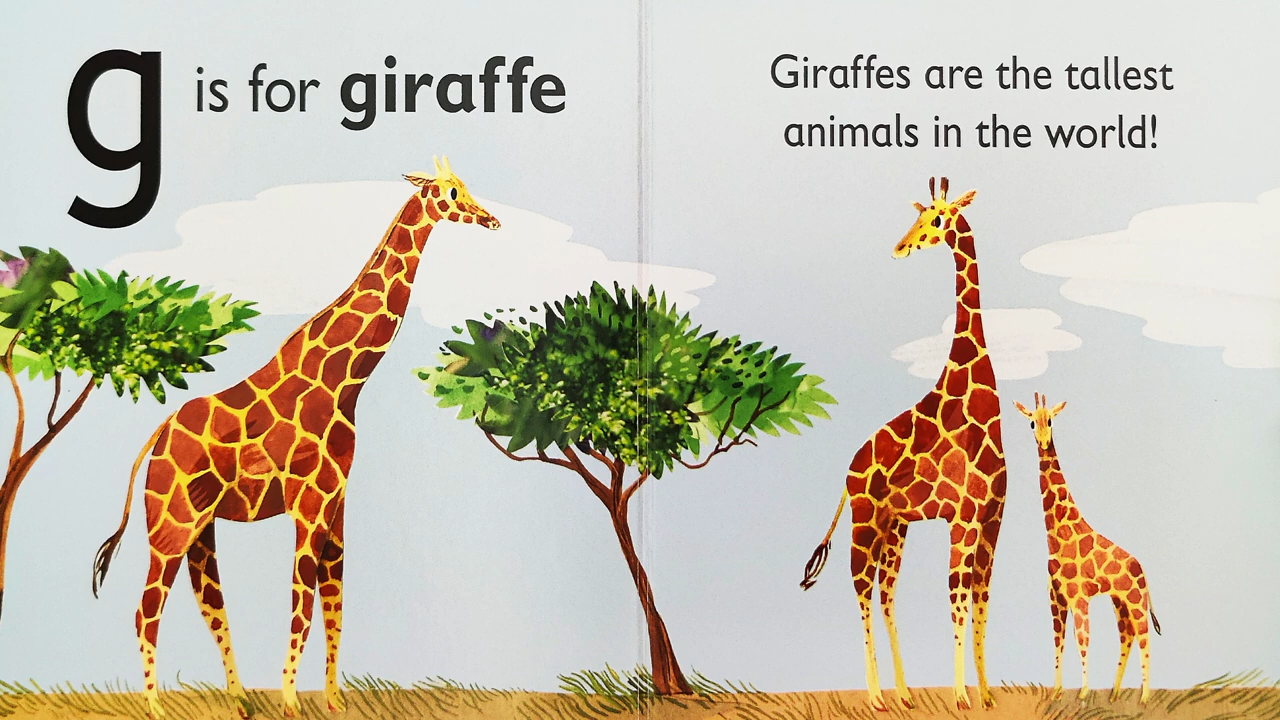 g is for giraffe
Giraffes are the tallest
animals in the world!